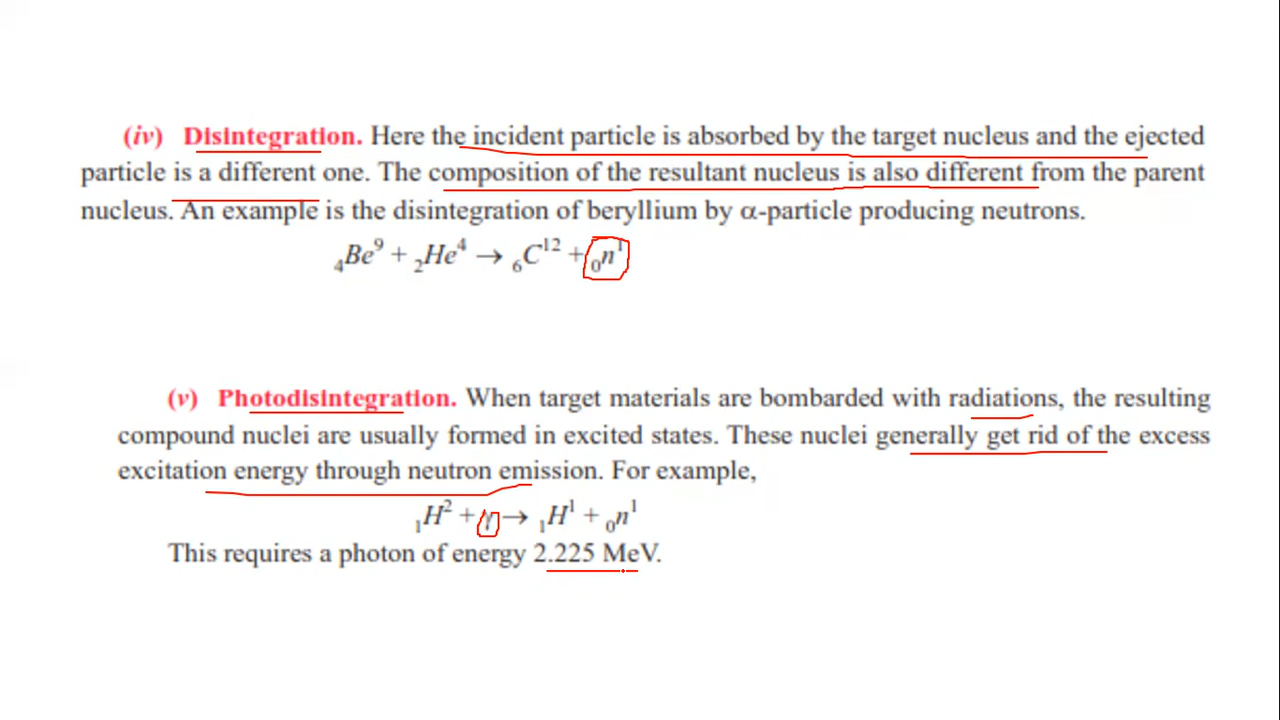 (iv) Disintegration. Here the incident particle is absorbed by the target nucleus and the ejected
particle is a different one. The composition of the resultant nucleus is also different from the parent
nucleus. An example is the disintegration of beryllium by α-particle producing neutrons.
₄Be⁹ + ₂He⁴ → ₆C¹² + ₀n¹
(v) Photodisintegration. When target materials are bombarded with radiations, the resulting
compound nuclei are usually formed in excited states. These nuclei generally get rid of the excess
excitation energy through neutron emission. For example,
₁H² + γ → ₁H¹ + ₀n¹
This requires a photon of energy 2.225 MeV.